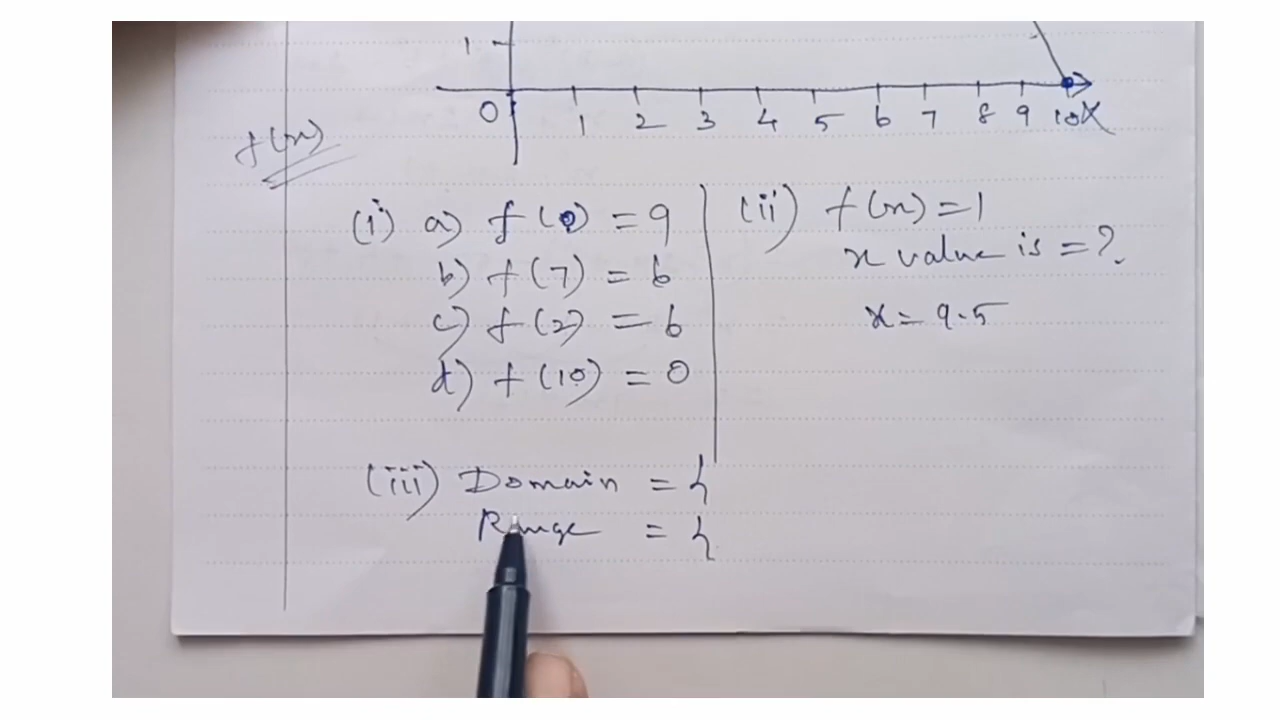 1
0 1 2 3 4 5 6 7 8 9 10 X
f(x)
(i) a) f(0) = 9
b) f(7) = 6
c) f(2) = 6
d) f(10) = 0
(ii) f(x) = 1
x value is = ?
x = 9.5
(iii) Domain = {
Range = {